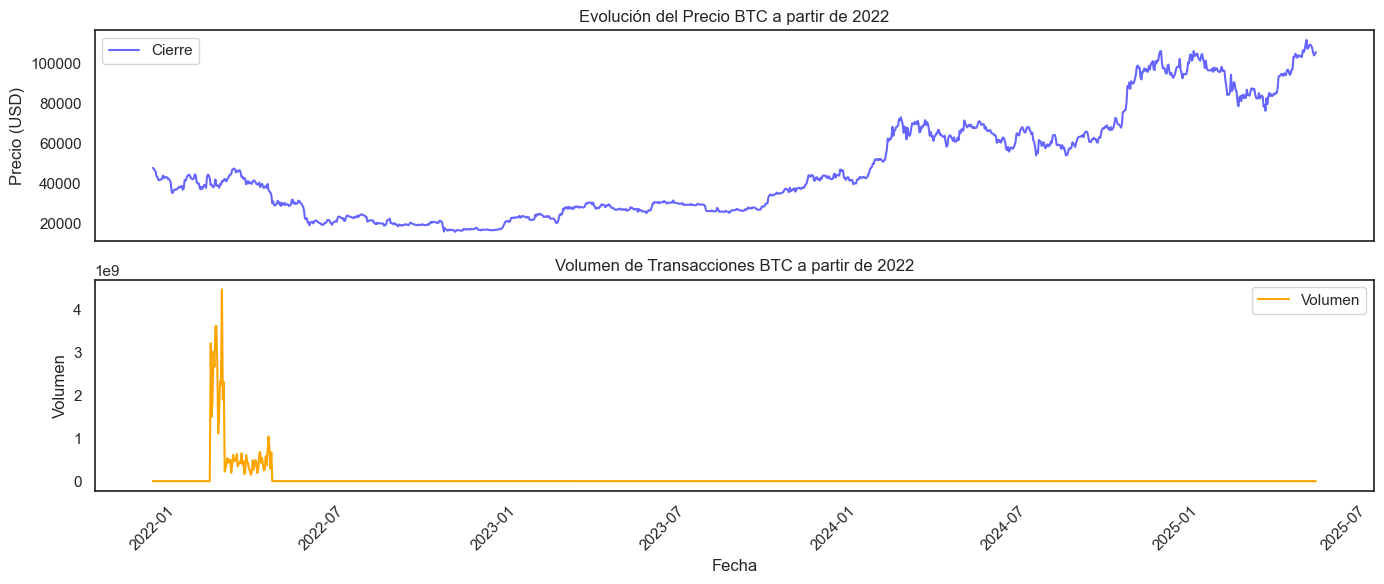 Evolución del Precio BTC a partir de 2022
Cierre
Precio (USD)
100000
80000
60000
40000
20000
Volumen de Transacciones BTC a partir de 2022
1e9
Volumen
Volumen
4
3
2
1
0
2022-01
2022-07
2023-01
2023-07
2024-01
2024-07
2025-01
2025-07
Fecha